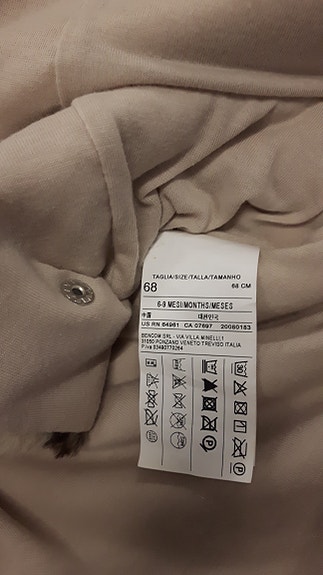 TAGLIA/SIZE/TALLA/TAMANHO
68 68 CM
6-9 MESI/MONTHS/MESES
中国 대한민국
US RN 54961 CA 07697 20080183
BENCOM SRL - VIA VILLA MINELLI,1
31050 PONZANO VENETO TREVISO ITALIA
P.iva 03490770264